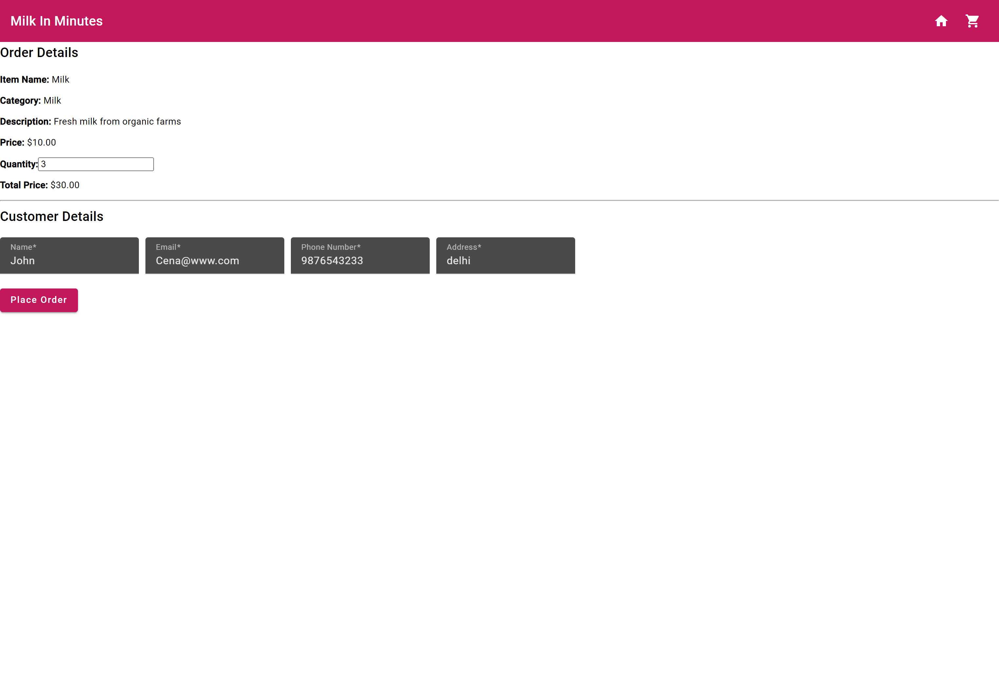 Milk In Minutes
Order Details
Item Name: Milk
Category: Milk
Description: Fresh milk from organic farms
Price: $10.00
Quantity: 3
Total Price: $30.00
Customer Details
Name* Email* Phone Number* Address*
John Cena@www.com 9876543233 delhi
Place Order